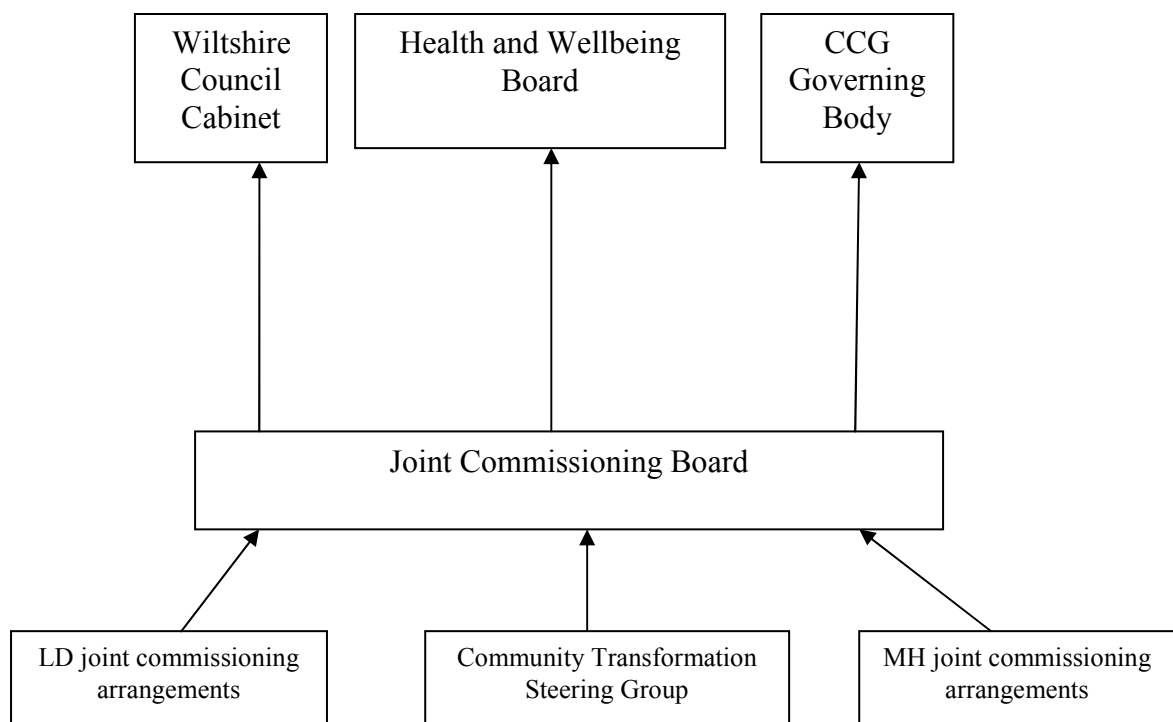 Wiltshire
Council
Cabinet
Health and Wellbeing
Board
CCG
Governing
Body
Joint Commissioning Board
LD joint commissioning
arrangements
Community Transformation
Steering Group
MH joint commissioning
arrangements